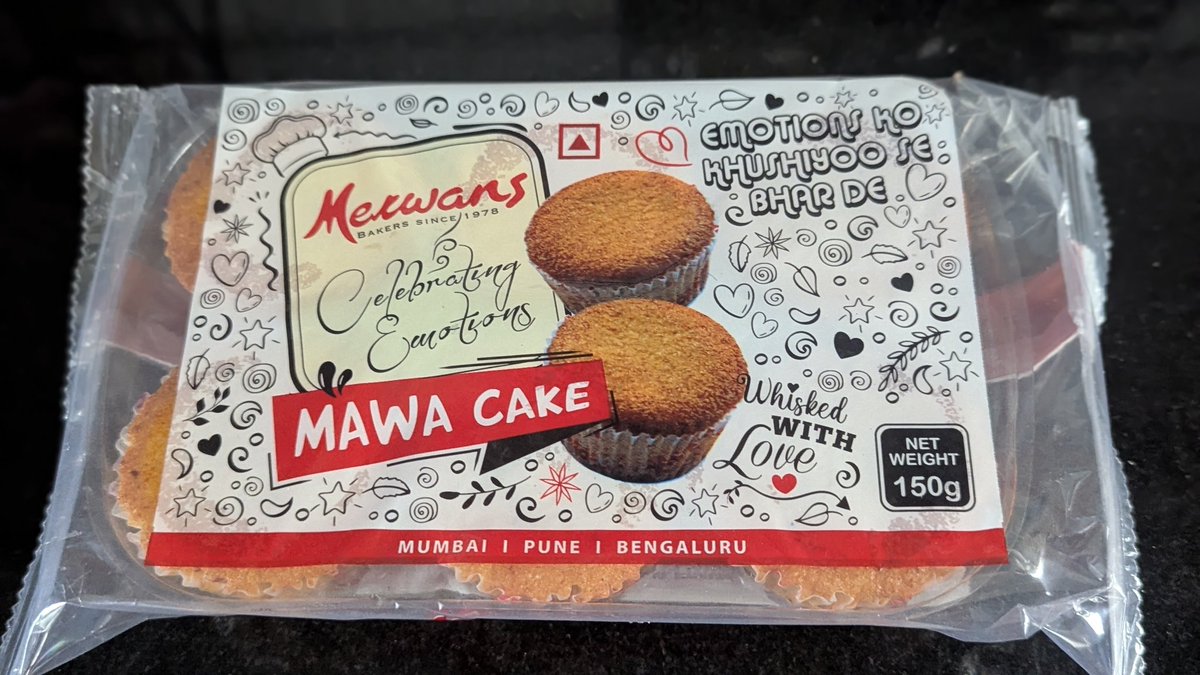 Merwans
BAKERS SINCE 1978
Celebrating
Emotions
MAWA CAKE
EMOTIONS KO
KHUSHIYOO SE
BHAR DE
Whisked
WITH
Love
NET
WEIGHT
150g
MUMBAI I PUNE I BENGALURU